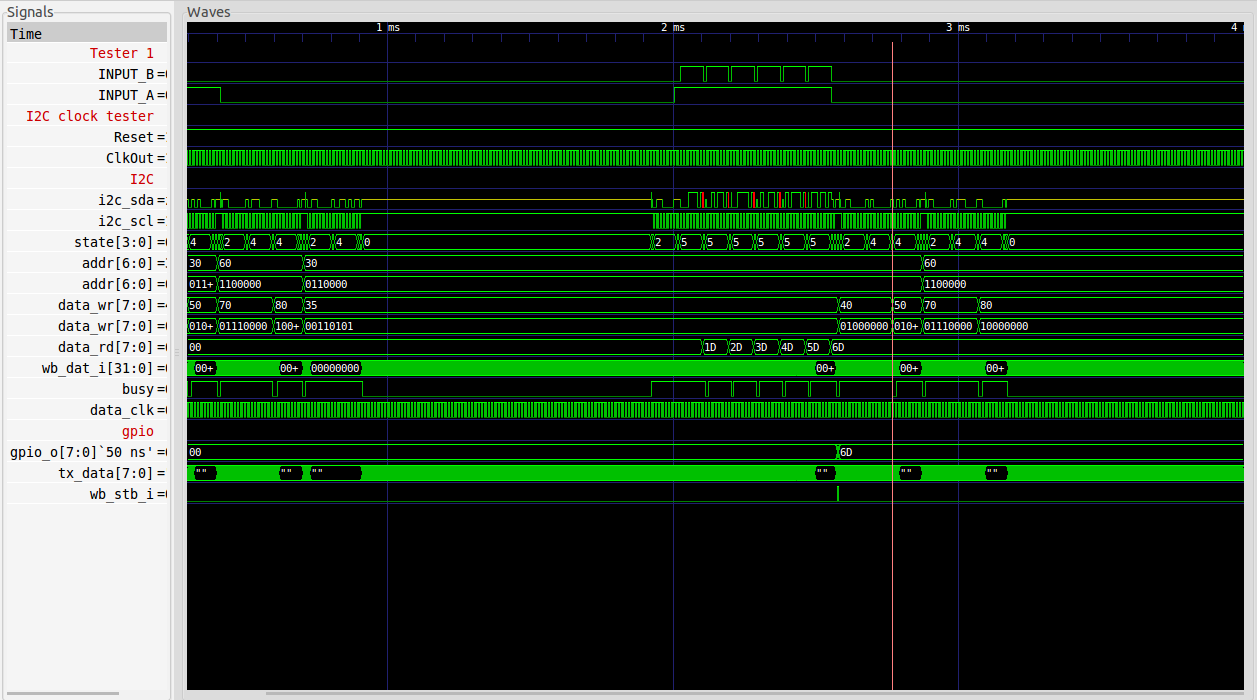 Signals
Waves
Time
1 ms
2 ms
3 ms
4
Tester 1
INPUT_B=
INPUT_A=
I2C clock tester
Reset=
ClkOut=
I2C
i2c_sda=
i2c_scl=
state[3:0]=
4 2 4 4 2 4 0 2 5 5 5 5 5 5 2 4 4 2 4 4 0
addr[6:0]=
30 60 30 60
addr[6:0]=
011+ 1100000 0110000 1100000
data_wr[7:0]=
50 70 80 35 40 50 70 80
data_wr[7:0]=
010+ 01110000 100+ 00110101 01000000 010+ 01110000 10000000
data_rd[7:0]=
00 1D 2D 3D 4D 5D 6D
wb_dat_i[31:0]=
00+ 00+ 00000000 00+ 00+ 00+
busy=
data_clk=
gpio
gpio_o[7:0]`50 ns'=
00 6D
tx_data[7:0]=
"" "" "" "" "" ""
wb_stb_i=